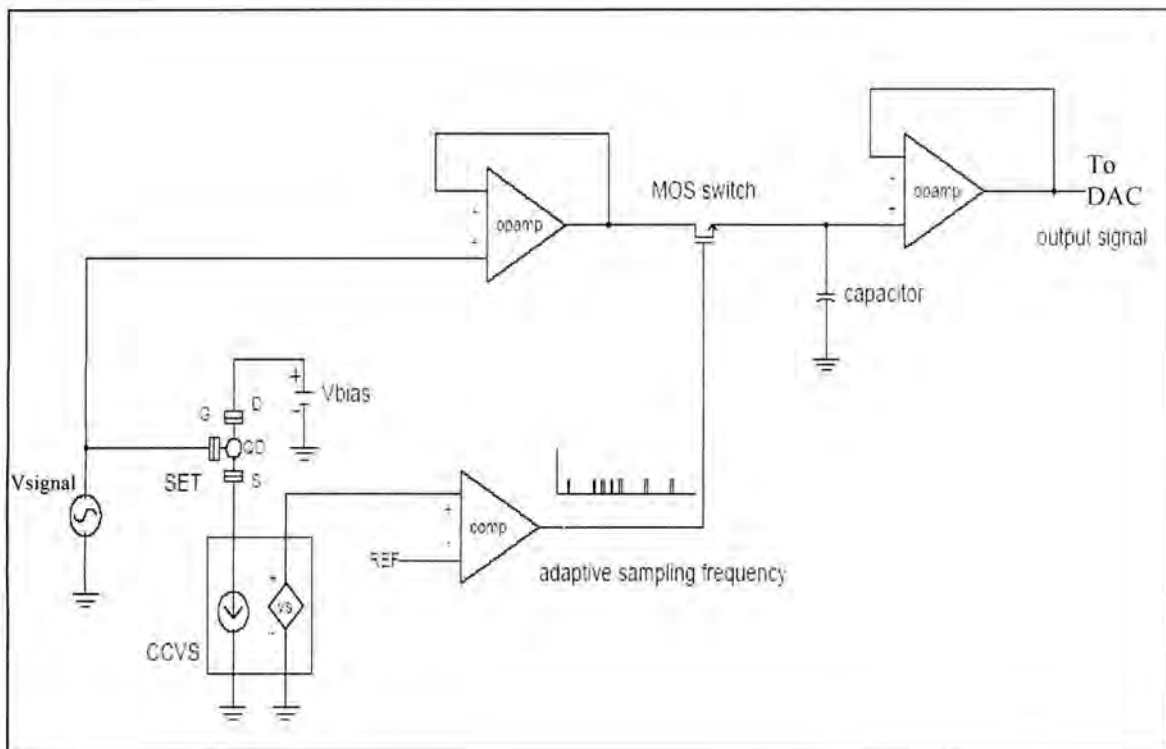 opamp
-
+
MOS switch
opamp
-
+
To
DAC
output signal
capacitor
+
-
Vbias
G
D
QD
S
SET
Vsignal
comp
+
-
REF
adaptive sampling frequency
+
VS
-
CCVS